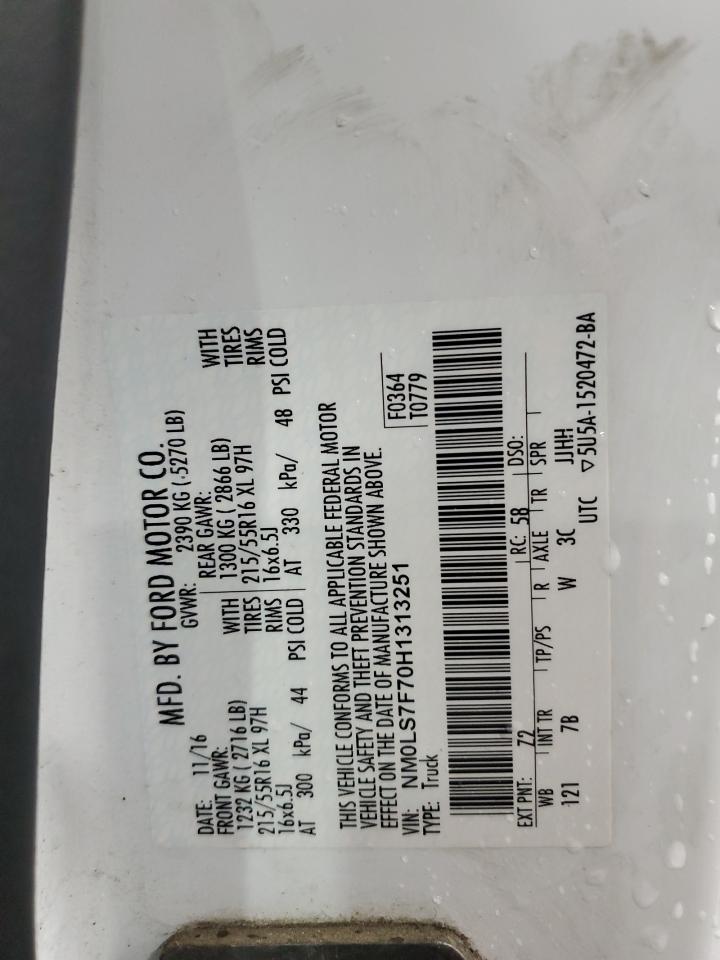 MFD. BY FORD MOTOR CO.
DATE: 11/16 GVWR: 2390 KG ( 5270 LB)
FRONT GAWR: REAR GAWR:
1232 KG ( 2716 LB) WITH 1300 KG ( 2866 LB) WITH
215/55R16 XL 97H TIRES 215/55R16 XL 97H TIRES
16x6.5J RIMS 16x6.5J RIMS
AT 300 kPa/ 44 PSI COLD AT 330 kPa/ 48 PSI COLD
THIS VEHICLE CONFORMS TO ALL APPLICABLE FEDERAL MOTOR
VEHICLE SAFETY AND THEFT PREVENTION STANDARDS IN
EFFECT ON THE DATE OF MANUFACTURE SHOWN ABOVE.
VIN: NM0LS7F70H1313251 F0364
TYPE: Truck T0779
EXT PNT: Z2 RC: 5B DSO:
WB INT TR TP/PS R AXLE TR SPR
121 7B W 3C JJHH
UTC ▽5U5A-1520472-BA